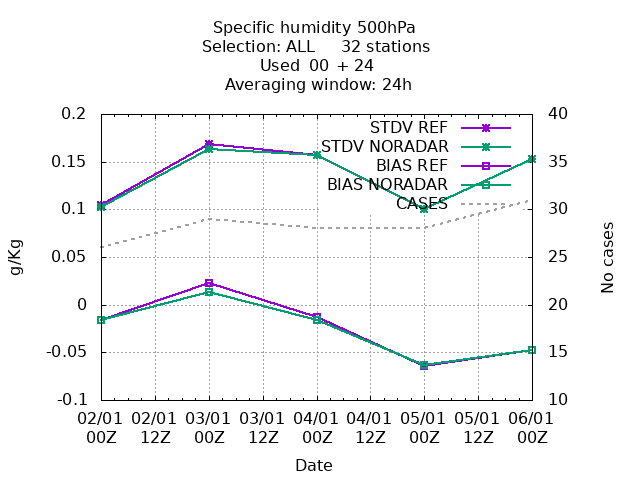 Specific humidity 500hPa
Selection: ALL 32 stations
Used 00 + 24
Averaging window: 24h
STDV REF
STDV NORADAR
BIAS REF
BIAS NORADAR
CASES
0.2
0.15
0.1
0.05
0
-0.05
-0.1
g/Kg
40
35
30
25
20
15
10
No cases
02/01 02/01 03/01 03/01 04/01 04/01 05/01 05/01 06/01
00Z 12Z 00Z 12Z 00Z 12Z 00Z 12Z 00Z
Date